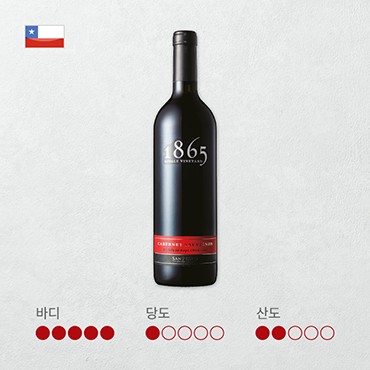 1865
SINGLE VINEYARD
CABERNET SAUVIGNON
바디
당도
산도